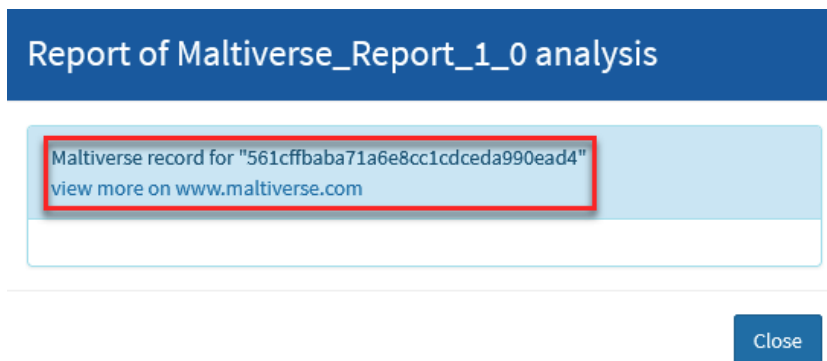 Report of Maltiverse_Report_1_0 analysis
Maltiverse record for "561cffbaba71a6e8cc1cdceda990ead4"
view more on www.maltiverse.com
Close